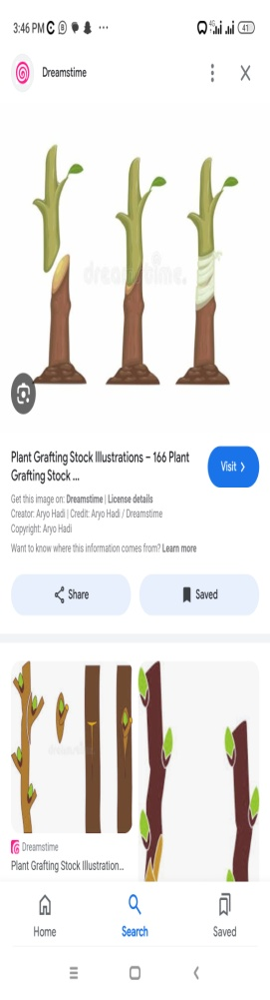 3:46 PM
4G
41
Dreamstime
dreamstime.
Plant Grafting Stock Illustrations – 166 Plant
Grafting Stock ...
Visit
Get this image on: Dreamstime | License details
Creator: Aryo Hadi | Credit: Aryo Hadi / Dreamstime
Copyright: Aryo Hadi
Want to know where this information comes from? Learn more
Share
Saved
Dreamstime
Plant Grafting Stock Illustration...
Home
Search
Saved